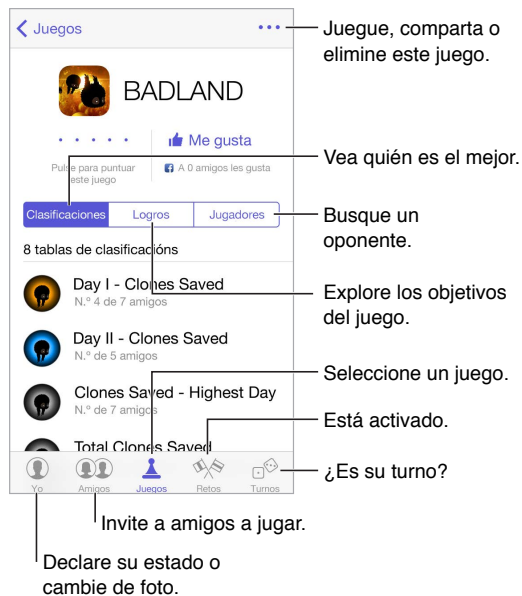 Juegos
Juegue, comparta o
elimine este juego.
BADLAND
Me gusta
Pulse para puntuar
este juego
A 0 amigos les gusta
Vea quién es el mejor.
Clasificaciones
Logros
Jugadores
Busque un
oponente.
8 tablas de clasificacións
Day I - Clones Saved
N.º 4 de 7 amigos
Explore los objetivos
del juego.
Day II - Clones Saved
N.º de 5 amigos
Seleccione un juego.
Clones Saved - Highest Day
N.º de 7 amigos
Está activado.
Total Clones Saved
¿Es su turno?
Yo
Amigos
Juegos
Retos
Turnos
Invite a amigos a jugar.
Declare su estado o
cambie de foto.